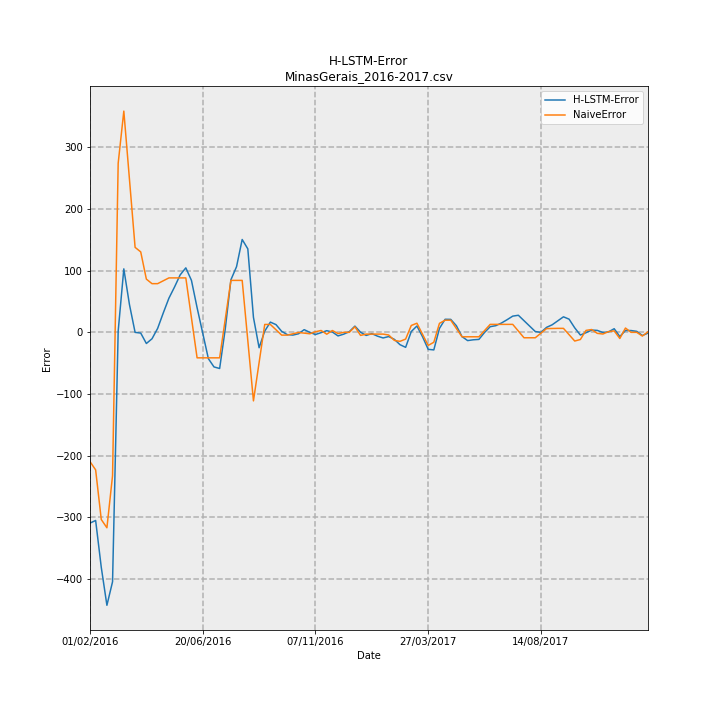 H-LSTM-Error
MinasGerais_2016-2017.csv
H-LSTM-Error
NaiveError
300
200
100
0
−100
−200
−300
−400
Error
01/02/2016 20/06/2016 07/11/2016 27/03/2017 14/08/2017
Date